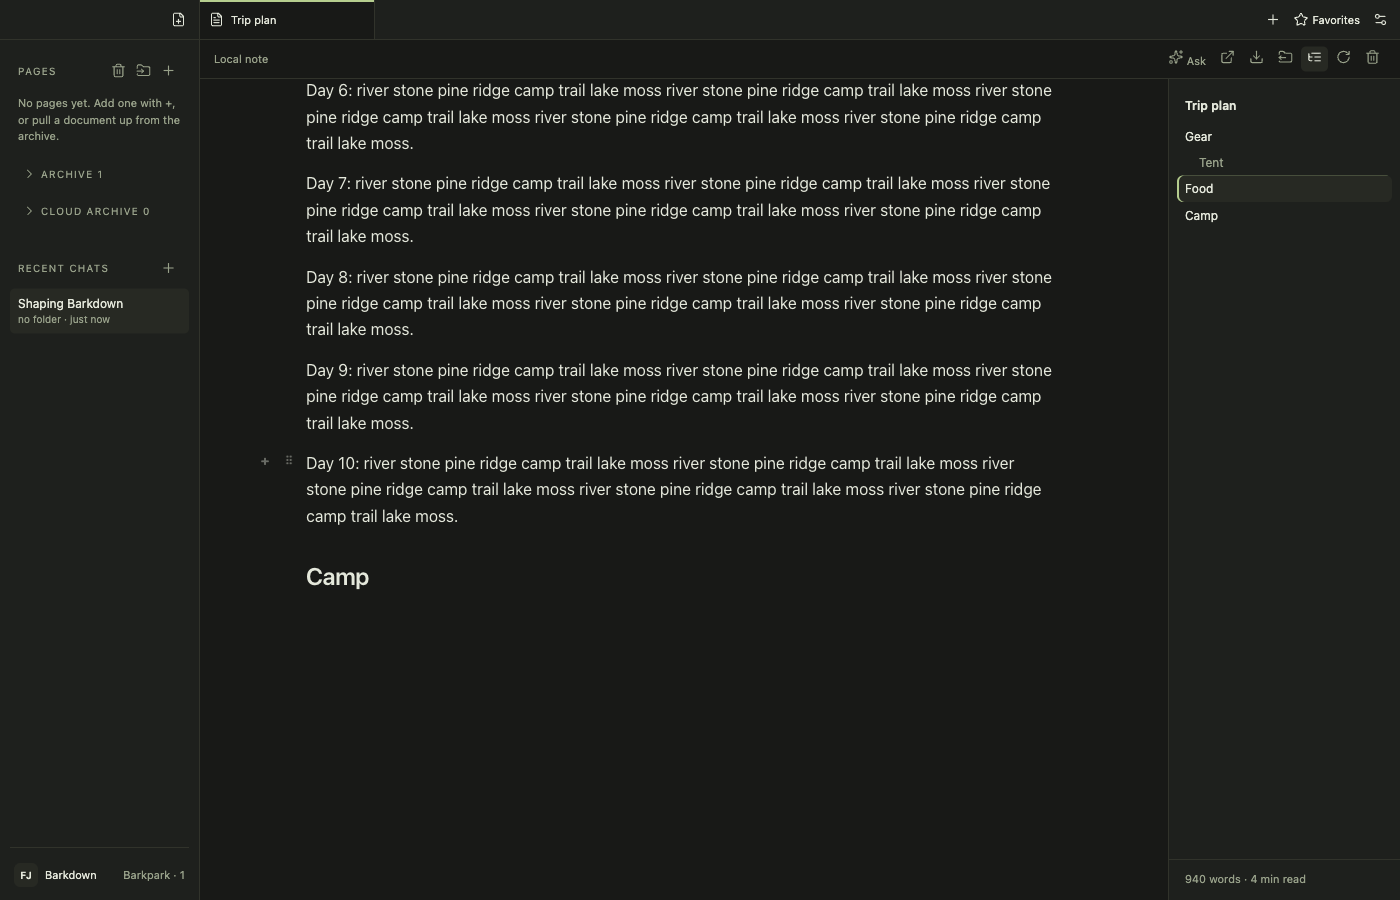 Trip plan
Favorites
PAGES
No pages yet. Add one with +,
or pull a document up from the
archive.
ARCHIVE 1
CLOUD ARCHIVE 0
RECENT CHATS
Shaping Barkdown
no folder · just now
FJ Barkdown Barkpark · 1
Local note
Ask
Day 6: river stone pine ridge camp trail lake moss river stone pine ridge camp trail lake moss river stone
pine ridge camp trail lake moss river stone pine ridge camp trail lake moss river stone pine ridge camp
trail lake moss.
Day 7: river stone pine ridge camp trail lake moss river stone pine ridge camp trail lake moss river stone
pine ridge camp trail lake moss river stone pine ridge camp trail lake moss river stone pine ridge camp
trail lake moss.
Day 8: river stone pine ridge camp trail lake moss river stone pine ridge camp trail lake moss river stone
pine ridge camp trail lake moss river stone pine ridge camp trail lake moss river stone pine ridge camp
trail lake moss.
Day 9: river stone pine ridge camp trail lake moss river stone pine ridge camp trail lake moss river stone
pine ridge camp trail lake moss river stone pine ridge camp trail lake moss river stone pine ridge camp
trail lake moss.
Day 10: river stone pine ridge camp trail lake moss river stone pine ridge camp trail lake moss river
stone pine ridge camp trail lake moss river stone pine ridge camp trail lake moss river stone pine ridge
camp trail lake moss.
Camp
Trip plan
Gear
Tent
Food
Camp
940 words · 4 min read